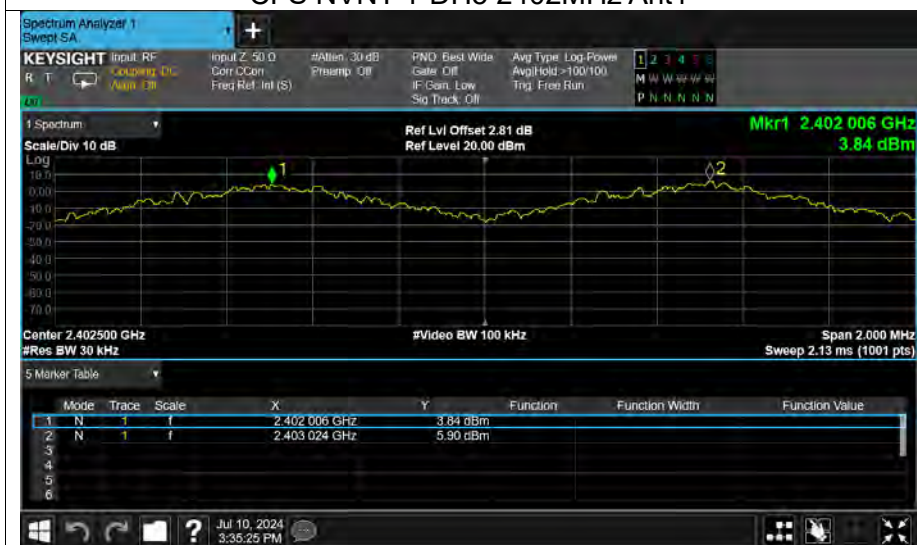 CFS NVNT 1-DH5 2402MHz Ant1
Spectrum Analyzer 1
Swept SA
+
KEYSIGHT Input: RF
R T
Coupling: DC
Align: Off
Input Z: 50 Ω
Corr CCorr
Freq Ref: Int (S)
#Atten: 30 dB
Preamp: Off
PNO: Best Wide
Gate: Off
IF Gain: Low
Sig Track: Off
Avg Type: Log-Power
Avg|Hold:>100/100
Trig: Free Run
1 2 3 4 5 6
M W W W W W
P N N N N N
1 Spectrum
Scale/Div 10 dB
Ref Lvl Offset 2.81 dB
Ref Level 20.00 dBm
Mkr1 2.402 006 GHz
3.84 dBm
Log
10.0
0.00
-10.0
-20.0
-30.0
-40.0
-50.0
-60.0
-70.0
1
2
Center 2.402500 GHz
#Video BW 100 kHz
Span 2.000 MHz
#Res BW 30 kHz
Sweep 2.13 ms (1001 pts)
5 Marker Table
Mode Trace Scale X Y Function Function Width Function Value
1 N 1 f 2.402 006 GHz 3.84 dBm
2 N 1 f 2.403 024 GHz 5.90 dBm
3
4
5
6
?
Jul 10, 2024
3:35:25 PM